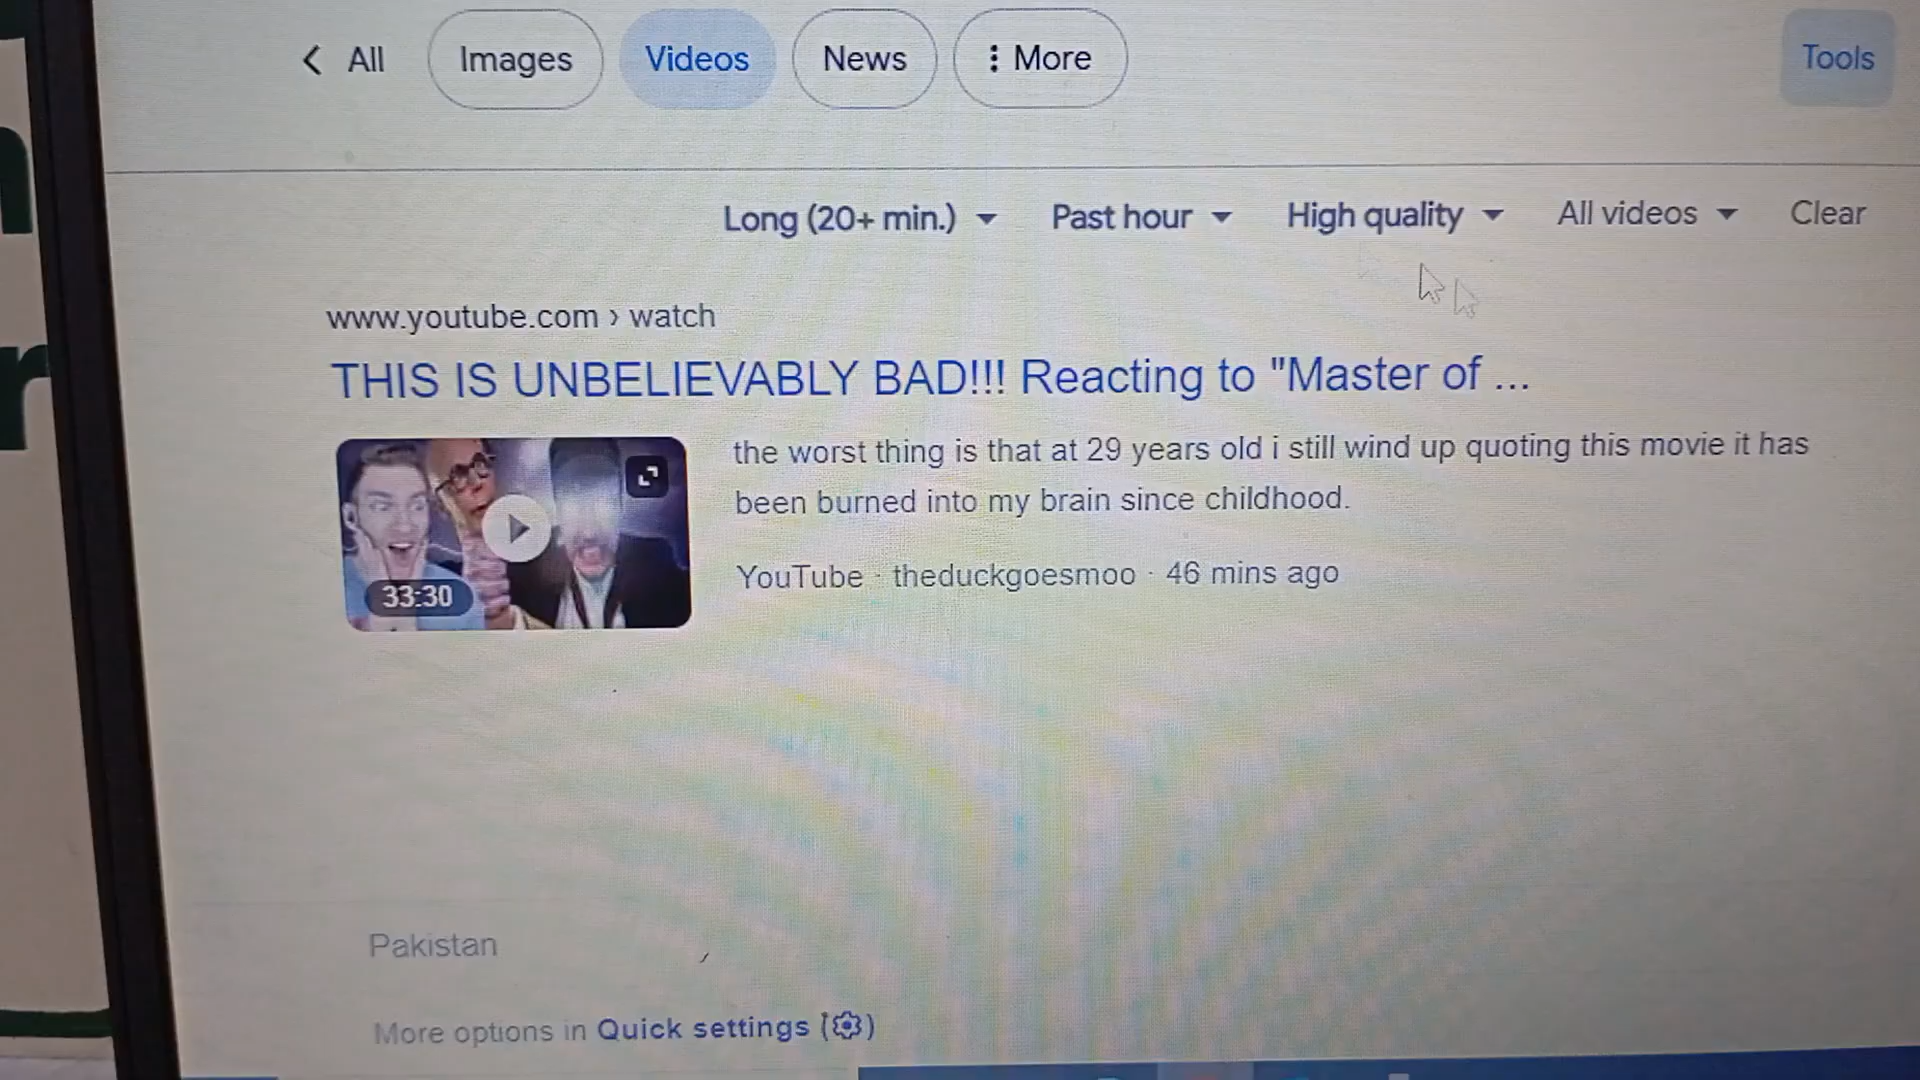 All Images Videos News More Tools
Long (20+ min.) Past hour High quality All videos Clear
www.youtube.com › watch
THIS IS UNBELIEVABLY BAD!!! Reacting to "Master of ...
the worst thing is that at 29 years old i still wind up quoting this movie it has
been burned into my brain since childhood.
33:30
YouTube · theduckgoesmoo · 46 mins ago
Pakistan
More options in Quick settings ( )